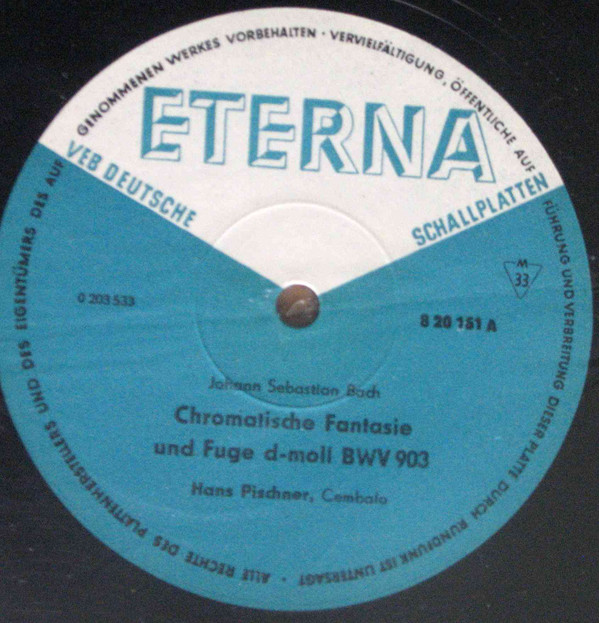 ETERNA
VEB DEUTSCHE
SCHALLPLATTEN
M
33
0 203 533
8 20 151 A
Johann Sebastian Bach
Chromatische Fantasie
und Fuge d-moll BWV 903
Hans Pischner, Cembalo
ALLE RECHTE DES PLATTENHERSTELLERS UND DES EIGENTÜMERS DES AUFGENOMMENEN WERKES VORBEHALTEN · VERVIELFÄLTIGUNG, ÖFFENTLICHE AUFFÜHRUNG UND VERBREITUNG DIESER PLATTE DURCH RUNDFUNK IST UNTERSAGT ·